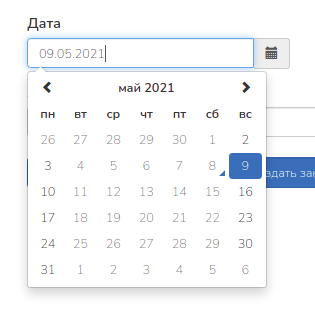 Дата
09.05.2021
май 2021
пн вт ср чт пт сб вс
26 27 28 29 30 1 2
3 4 5 6 7 8 9
10 11 12 13 14 15 16
17 18 19 20 21 22 23
24 25 26 27 28 29 30
31 1 2 3 4 5 6
здать зак